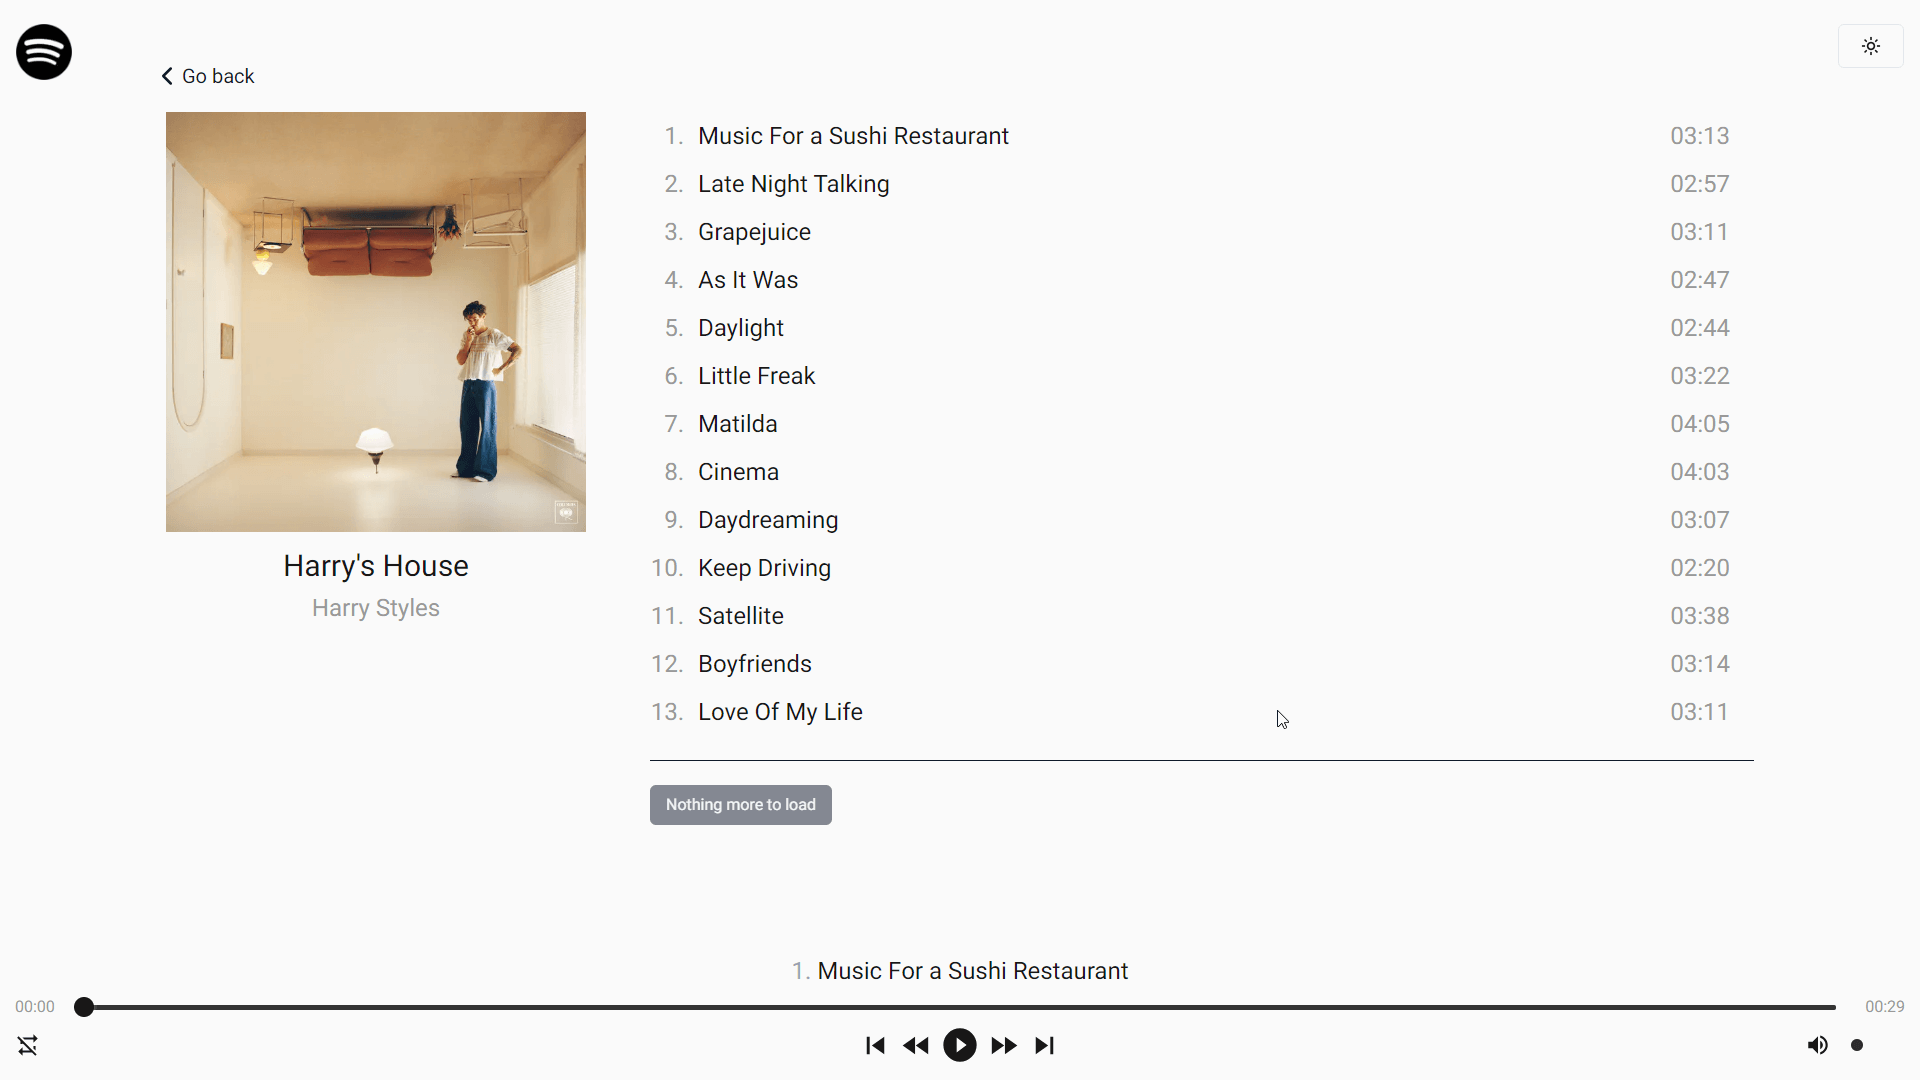 Go back
Harry's House
Harry Styles
1. Music For a Sushi Restaurant 03:13
2. Late Night Talking 02:57
3. Grapejuice 03:11
4. As It Was 02:47
5. Daylight 02:44
6. Little Freak 03:22
7. Matilda 04:05
8. Cinema 04:03
9. Daydreaming 03:07
10. Keep Driving 02:20
11. Satellite 03:38
12. Boyfriends 03:14
13. Love Of My Life 03:11
Nothing more to load
1. Music For a Sushi Restaurant
00:00 00:29